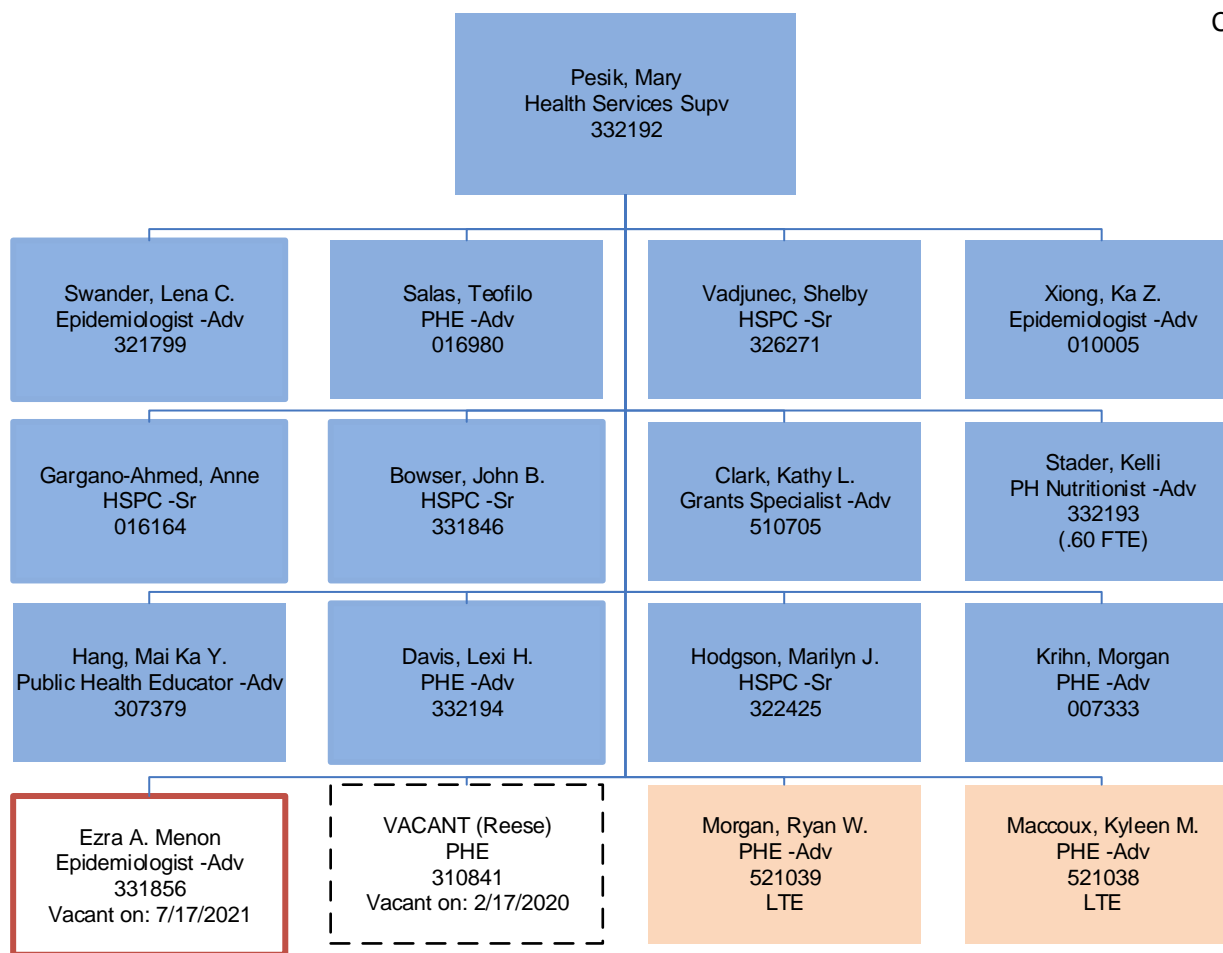 C
Pesik, Mary
Health Services Supv
332192
Swander, Lena C.
Epidemiologist -Adv
321799
Salas, Teofilo
PHE -Adv
016980
Vadjunec, Shelby
HSPC -Sr
326271
Xiong, Ka Z.
Epidemiologist -Adv
010005
Gargano-Ahmed, Anne
HSPC -Sr
016164
Bowser, John B.
HSPC -Sr
331846
Clark, Kathy L.
Grants Specialist -Adv
510705
Stader, Kelli
PH Nutritionist -Adv
332193
(.60 FTE)
Hang, Mai Ka Y.
Public Health Educator -Adv
307379
Davis, Lexi H.
PHE -Adv
332194
Hodgson, Marilyn J.
HSPC -Sr
322425
Krihn, Morgan
PHE -Adv
007333
Ezra A. Menon
Epidemiologist -Adv
331856
Vacant on: 7/17/2021
VACANT (Reese)
PHE
310841
Vacant on: 2/17/2020
Morgan, Ryan W.
PHE -Adv
521039
LTE
Maccoux, Kyleen M.
PHE -Adv
521038
LTE